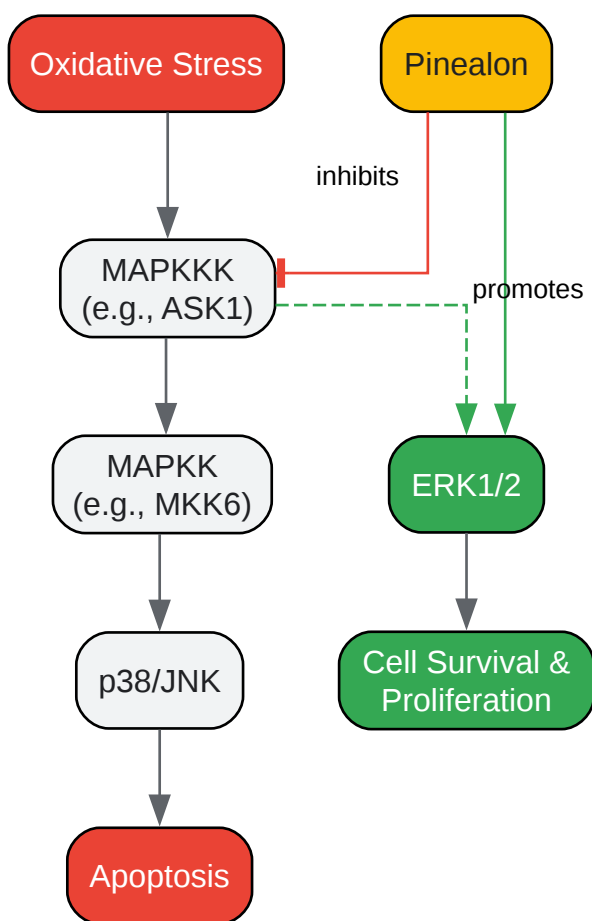 Oxidative Stress
Pinealon
inhibits
MAPKKK
(e.g., ASK1)
promotes
MAPKK
(e.g., MKK6)
ERK1/2
p38/JNK
Cell Survival &
Proliferation
Apoptosis